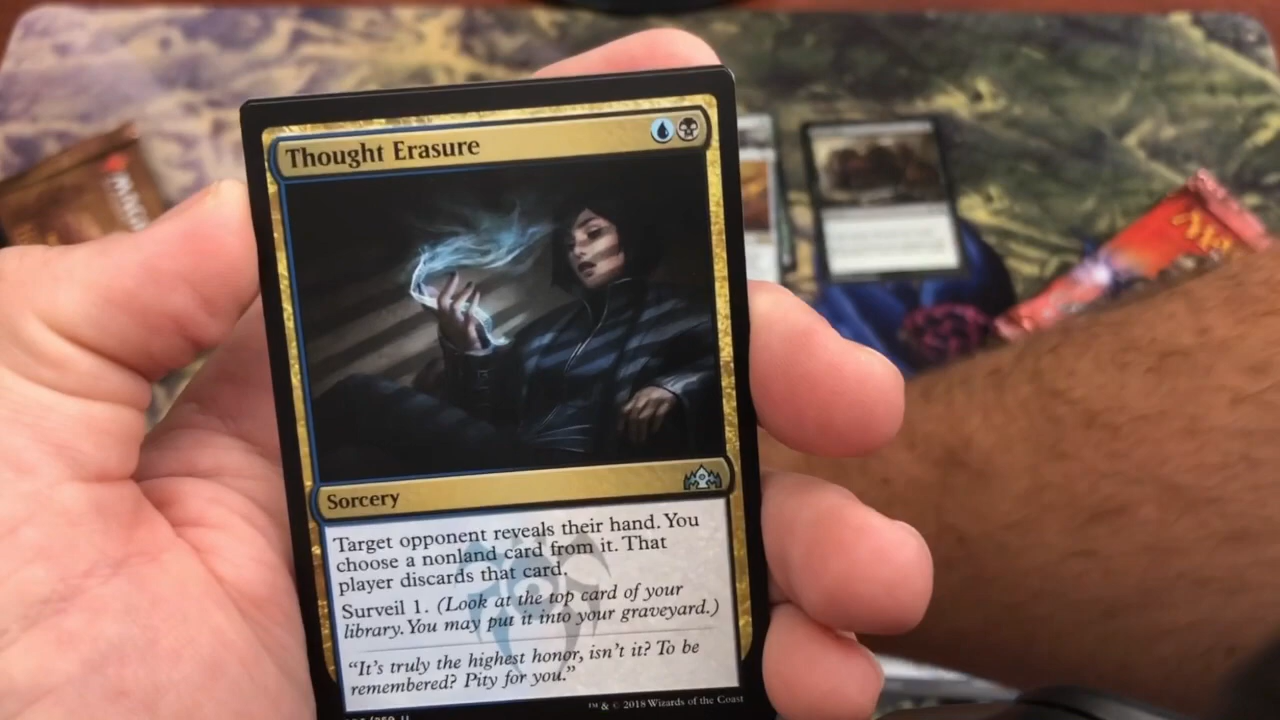 Thought Erasure
Sorcery
Target opponent reveals their hand. You
choose a nonland card from it. That
player discards that card.
Surveil 1. (Look at the top card of your
library. You may put it into your graveyard.)
"It's truly the highest honor, isn't it? To be
remembered? Pity for you."
™ & © 2018 Wizards of the Coast